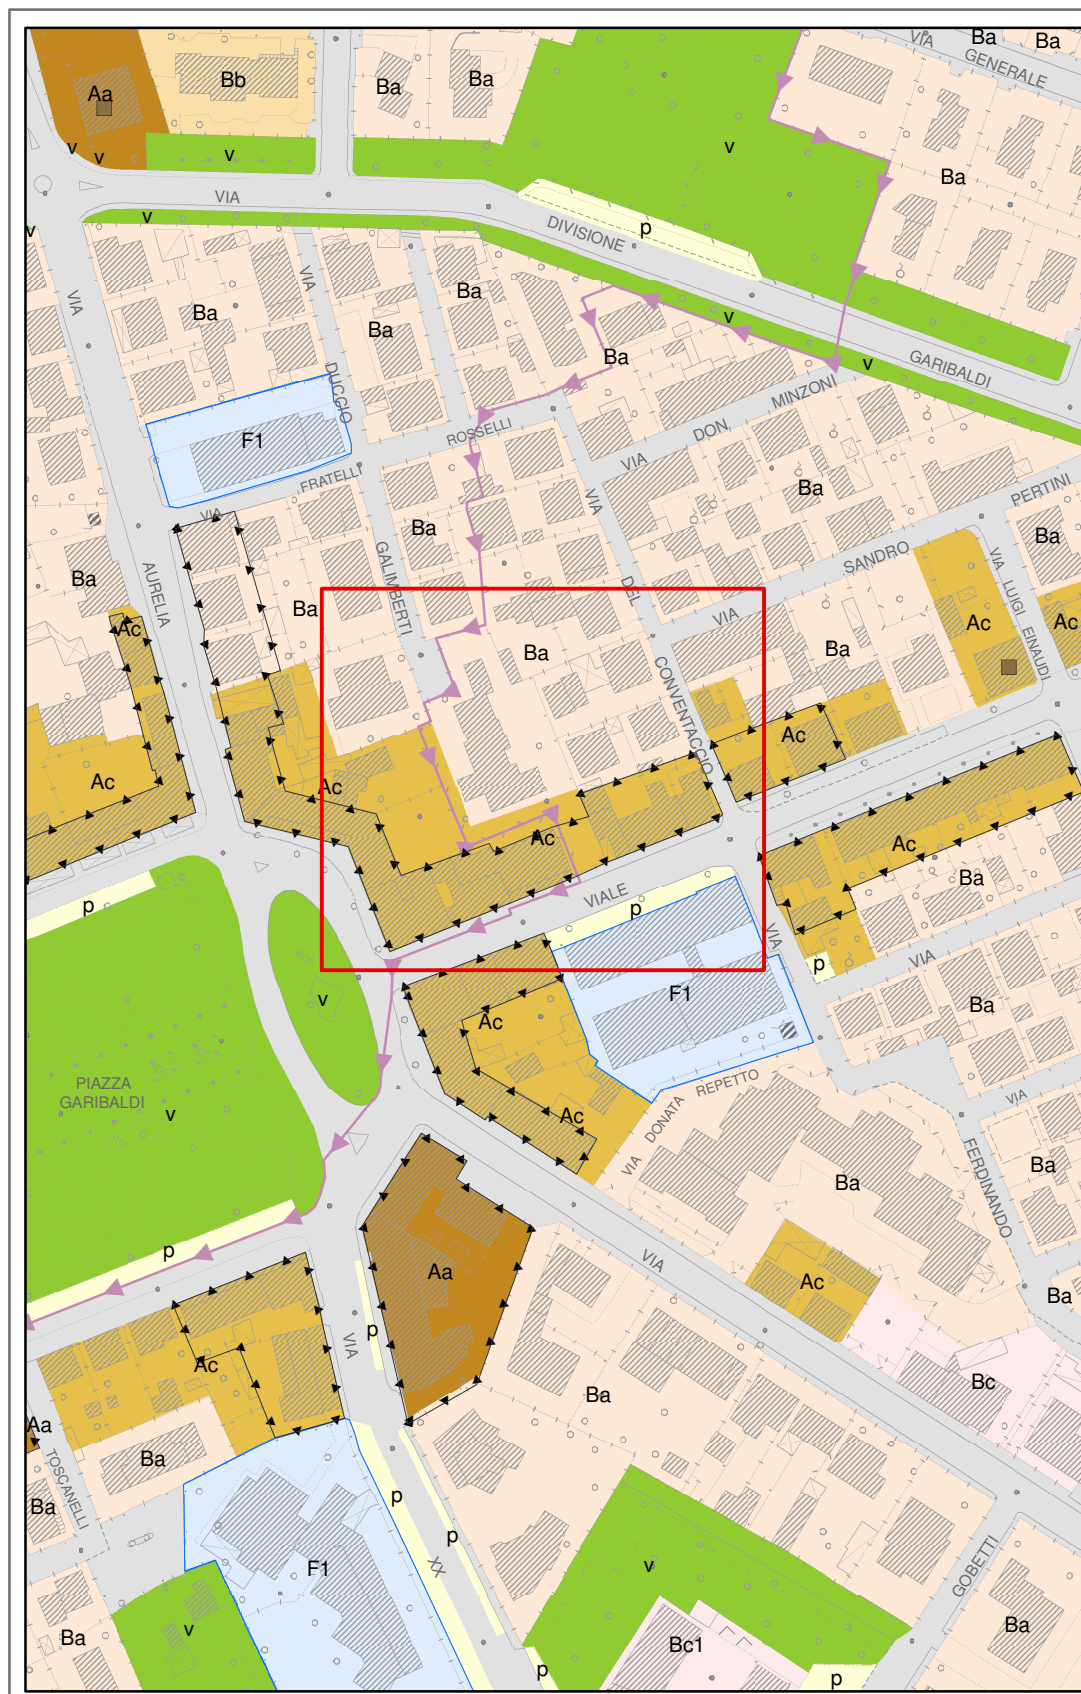 VIA
GENERALE
Ba
Ba
Aa
Bb
Ba
Ba
v
v
v
v
Ba
VIA
v
p
DIVISIONE
v
VIA
VIA
Ba
Ba
Ba
v
Ba
v
GARIBALDI
DUCCIO
MINZONI
DON
VIA
F1
ROSSELLI
FRATELLI
VIA
VIA
Ba
Ba
PERTINI
Ba
SANDRO
VIA
LUIGI
EINAUDI
AURELIA
GALIMBERTI
DEL
VIA
Ba
Ba
Ac
Ac
Ac
Ba
Ba
CONVENTACCIO
Ac
Ac
Ac
Ac
Ac
VIALE
p
p
Ba
VIA
VIA
p
v
F1
Ac
Ba
PIAZZA
GARIBALDI
v
REPETTO
DONATA
VIA
Ac
VIA
FERDINANDO
Ba
Ba
p
Aa
VIA
Ac
Ba
p
VIA
Ac
Bc
Ba
Aa
TOSCANELLI
Ba
Ba
p
p
XX
F1
v
GOBETTI
v
Ba
Bc1
Ba
p
p